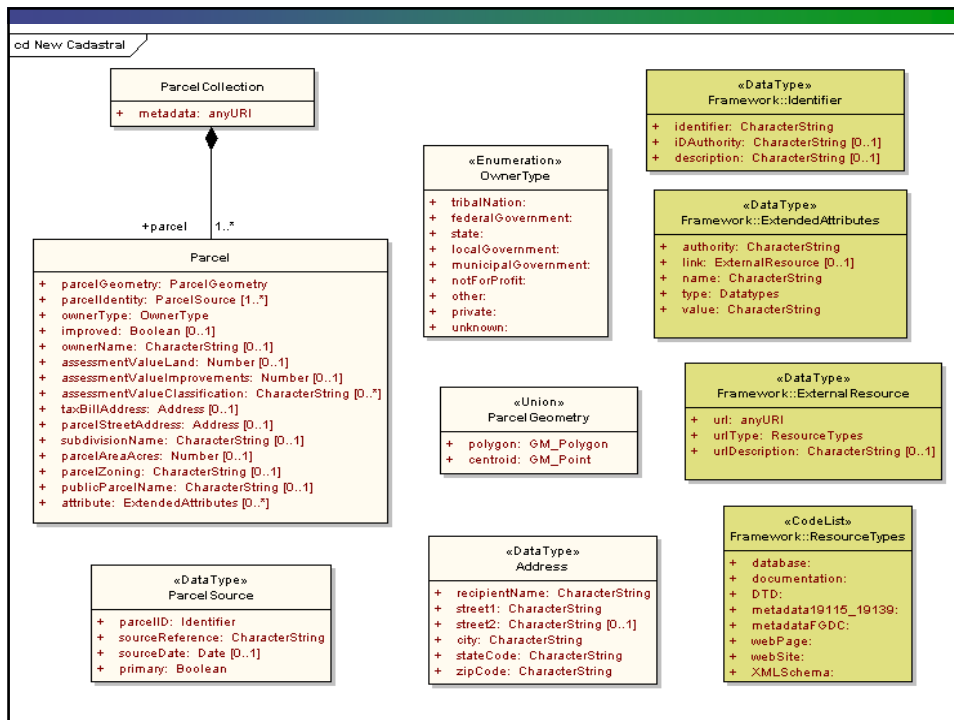 cd New Cadastral
ParcelCollection
+ metadata: anyURI
+parcel 1..*
Parcel
+ parcelGeometry: ParcelGeometry
+ parcelIdentity: ParcelSource [1..*]
+ ownerType: OwnerType
+ improved: Boolean [0..1]
+ ownerName: CharacterString [0..1]
+ assessmentValueLand: Number [0..1]
+ assessmentValueImprovements: Number [0..1]
+ assessmentValueClassification: CharacterString [0..*]
+ taxBillAddress: Address [0..1]
+ parcelStreetAddress: Address [0..1]
+ subdivisionName: CharacterString [0..1]
+ parcelAreaAcres: Number [0..1]
+ parcelZoning: CharacterString [0..1]
+ publicParcelName: CharacterString [0..1]
+ attribute: ExtendedAttributes [0..*]
«DataType»
ParcelSource
+ parcelID: Identifier
+ sourceReference: CharacterString
+ sourceDate: Date [0..1]
+ primary: Boolean
«Enumeration»
OwnerType
+ tribalNation:
+ federalGovernment:
+ state:
+ localGovernment:
+ municipalGovernment:
+ notForProfit:
+ other:
+ private:
+ unknown:
«Union»
ParcelGeometry
+ polygon: GM_Polygon
+ centroid: GM_Point
«DataType»
Address
+ recipientName: CharacterString
+ street1: CharacterString
+ street2: CharacterString [0..1]
+ city: CharacterString
+ stateCode: CharacterString
+ zipCode: CharacterString
«DataType»
Framework::Identifier
+ identifier: CharacterString
+ iDAuthority: CharacterString [0..1]
+ description: CharacterString [0..1]
«DataType»
Framework::ExtendedAttributes
+ authority: CharacterString
+ link: ExternalResource [0..1]
+ name: CharacterString
+ type: Datatypes
+ value: CharacterString
«DataType»
Framework::ExternalResource
+ url: anyURI
+ urlType: ResourceTypes
+ urlDescription: CharacterString [0..1]
«CodeList»
Framework::ResourceTypes
+ database:
+ documentation:
+ DTD:
+ metadata19115_19139:
+ metadataFGDC:
+ webPage:
+ webSite:
+ XMLSchema: